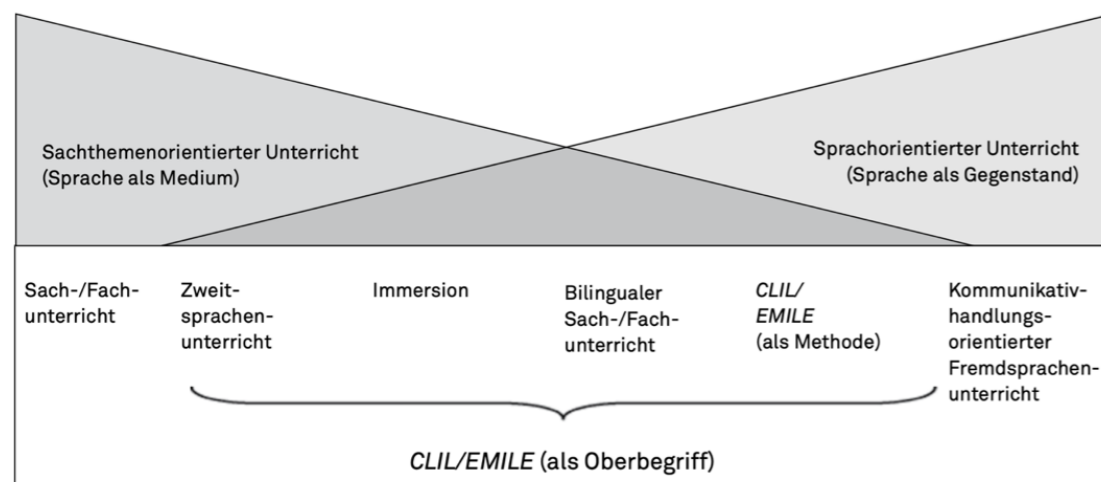 Sachthemenorientierter Unterricht
(Sprache als Medium)
Sprachorientierter Unterricht
(Sprache als Gegenstand)
Sach-/Fach-
unterricht
Zweit-
sprachen-
unterricht
Immersion
Bilingualer
Sach-/Fach-
unterricht
CLIL/
EMILE
(als Methode)
Kommunikativ-
handlungs-
orientierter
Fremdsprachen-
unterricht
CLIL/EMILE (als Oberbegriff)